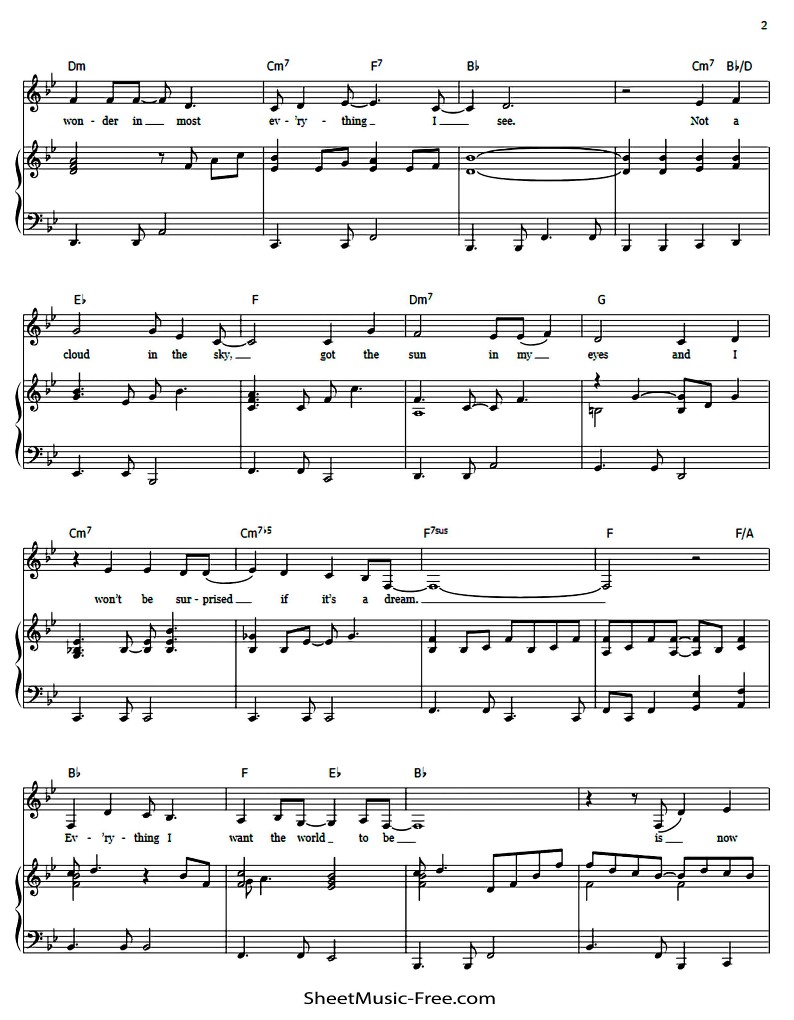 2
Dm Cm7 F7 B♭ Cm7 B♭/D
won - der in most ev - 'ry - thing I see. Not a
E♭ F Dm7 G
cloud in the sky, got the sun in my eyes and I
Cm7 Cm7♭5 F7sus F F/A
won't be sur - prised if it's a dream.
B♭ F E♭ B♭
Ev - 'ry - thing I want the world to be is now
SheetMusic-Free.com